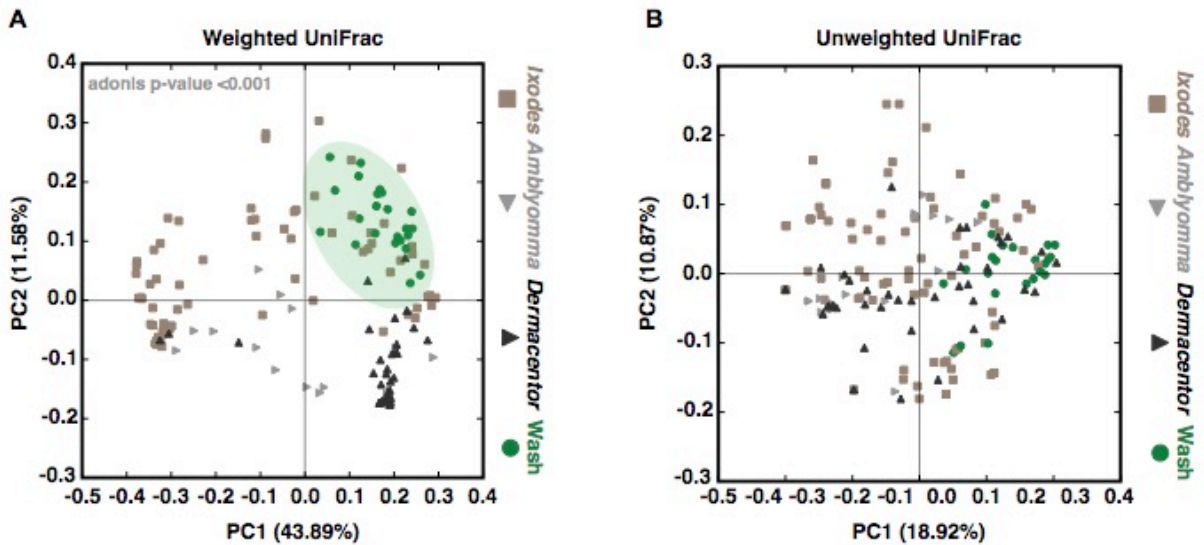 A
Weighted UniFrac
adonis p-value <0.001
PC2 (11.58%)
0.4
0.3
0.2
0.1
0.0
-0.1
-0.2
-0.3
-0.5 -0.4 -0.3 -0.2 -0.1 0.0 0.1 0.2 0.3 0.4
PC1 (43.89%)
Ixodes Amblyomma Dermacentor Wash
B
Unweighted UniFrac
PC2 10.87%)
0.3
0.2
0.1
0.0
-0.1
-0.2
-0.3
-0.5 -0.4 -0.3 -0.2 -0.1 0.0 0.1 0.2 0.3 0.4
PC1 (18.92%)
Ixodes Amblyomma Dermacentor Wash